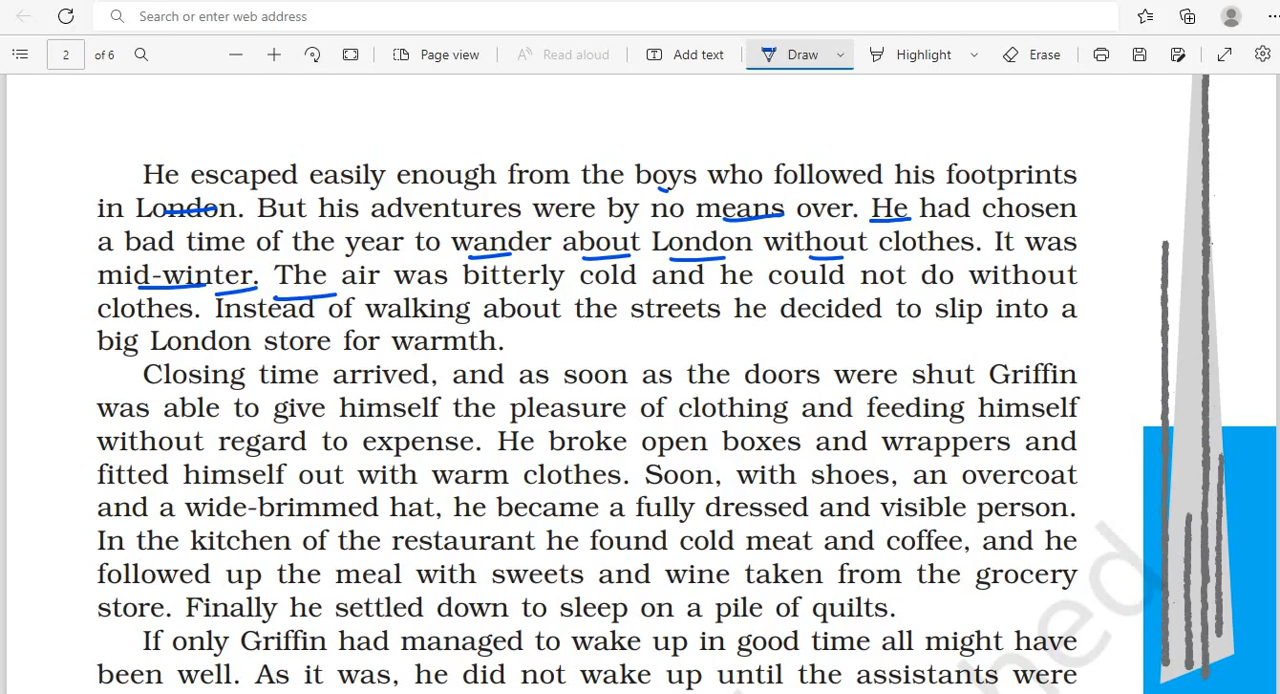 Search or enter web address
2 of 6 Page view Read aloud Add text Draw Highlight Erase
He escaped easily enough from the boys who followed his footprints
in London. But his adventures were by no means over. He had chosen
a bad time of the year to wander about London without clothes. It was
mid-winter. The air was bitterly cold and he could not do without
clothes. Instead of walking about the streets he decided to slip into a
big London store for warmth.
Closing time arrived, and as soon as the doors were shut Griffin
was able to give himself the pleasure of clothing and feeding himself
without regard to expense. He broke open boxes and wrappers and
fitted himself out with warm clothes. Soon, with shoes, an overcoat
and a wide-brimmed hat, he became a fully dressed and visible person.
In the kitchen of the restaurant he found cold meat and coffee, and he
followed up the meal with sweets and wine taken from the grocery
store. Finally he settled down to sleep on a pile of quilts.
If only Griffin had managed to wake up in good time all might have
been well. As it was, he did not wake up until the assistants were